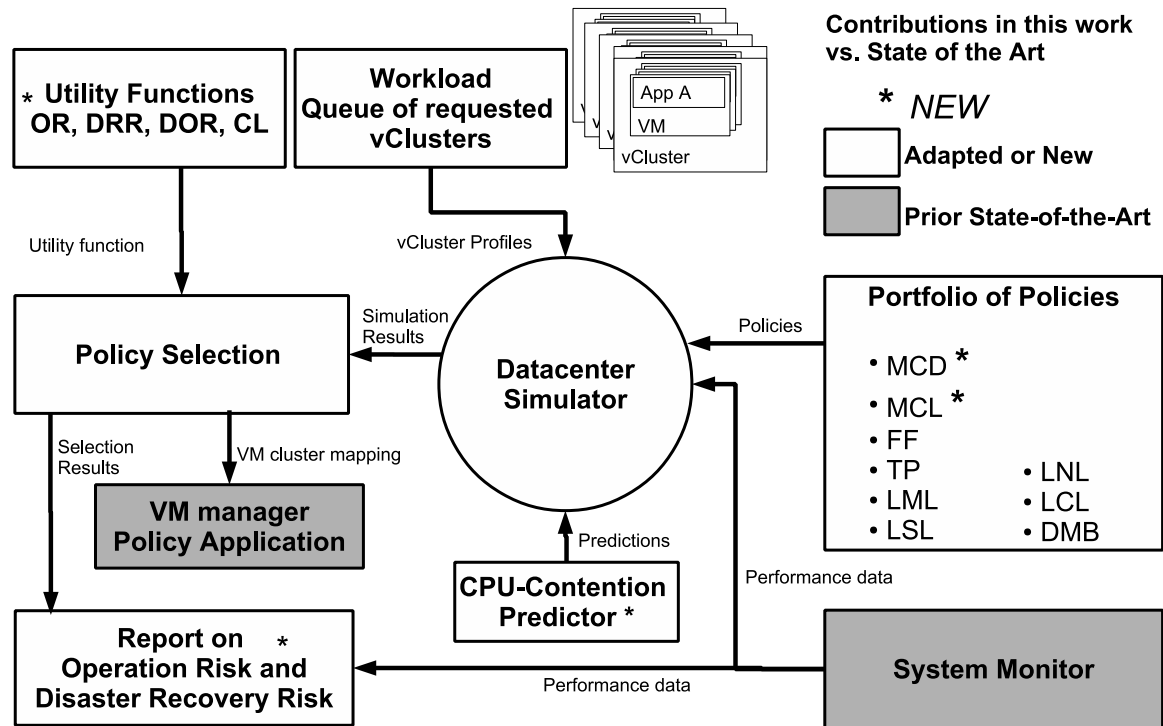 * Utility Functions
OR, DRR, DOR, CL
Workload
Queue of requested
vClusters
App A
VM
vCluster
V
V
V
Contributions in this work
vs. State of the Art
* NEW
Adapted or New
Prior State-of-the-Art
Utility function
vCluster Profiles
Policy Selection
Simulation
Results
Datacenter
Simulator
Policies
Portfolio of Policies
• MCD *
• MCL *
• FF
• TP
• LML
• LSL
• LNL
• LCL
• DMB
Selection
Results
VM cluster mapping
VM manager
Policy Application
Predictions
CPU-Contention
Predictor *
Performance data
Report on *
Operation Risk and
Disaster Recovery Risk
Performance data
System Monitor